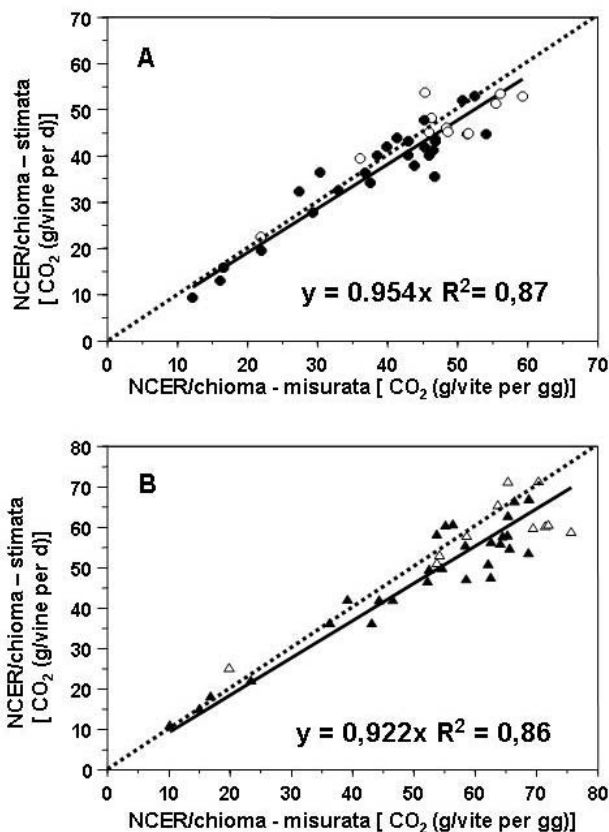 70
60
50
40
30
20
10
0
NCER/chioma – stimata
[ CO2 (g/vine per d)]
A
y = 0.954x R2= 0,87
0 10 20 30 40 50 60 70
NCER/chioma - misurata [ CO2 (g/vite per gg)]
80
70
60
50
40
30
20
10
0
NCER/chioma – stimata
[ CO2 (g/vine per d)]
B
y = 0,922x R2 = 0,86
0 10 20 30 40 50 60 70 80
NCER/chioma - misurata [ CO2 (g/vite per gg)]